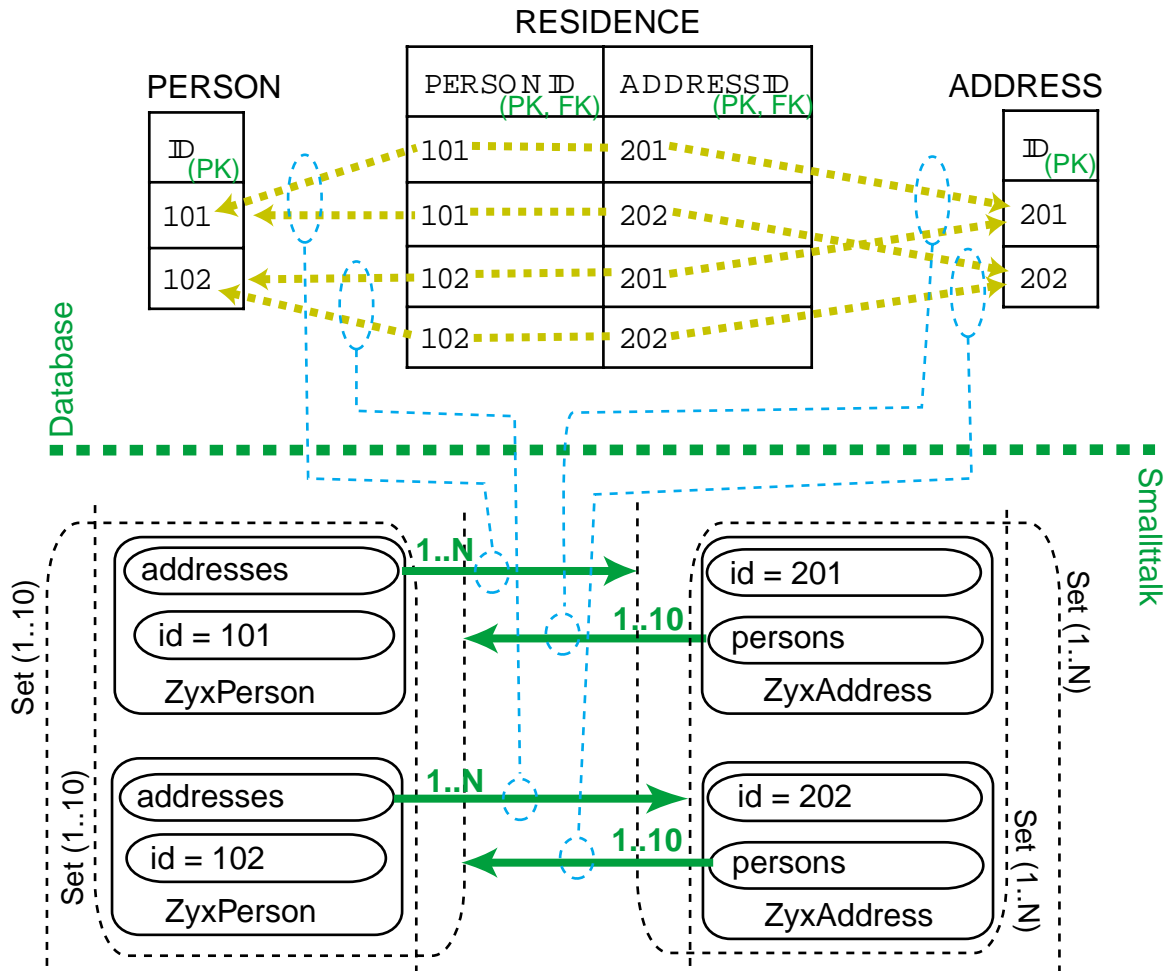 RESIDENCE
PERSON
ADDRESS
PERSONID
(PK, FK)
ADDRESSID
(PK, FK)
ID
(PK)
ID
(PK)
101
201
101
202
102
201
102
202
101
102
201
202
Database
Smallttalk
Set (1..10)
Set (1..10)
addresses
id = 101
ZyxPerson
1..N
1..10
id = 201
persons
ZyxAddress
Set (1..N)
addresses
id = 102
ZyxPerson
1..N
1..10
id = 202
persons
ZyxAddress
Set (1..N)